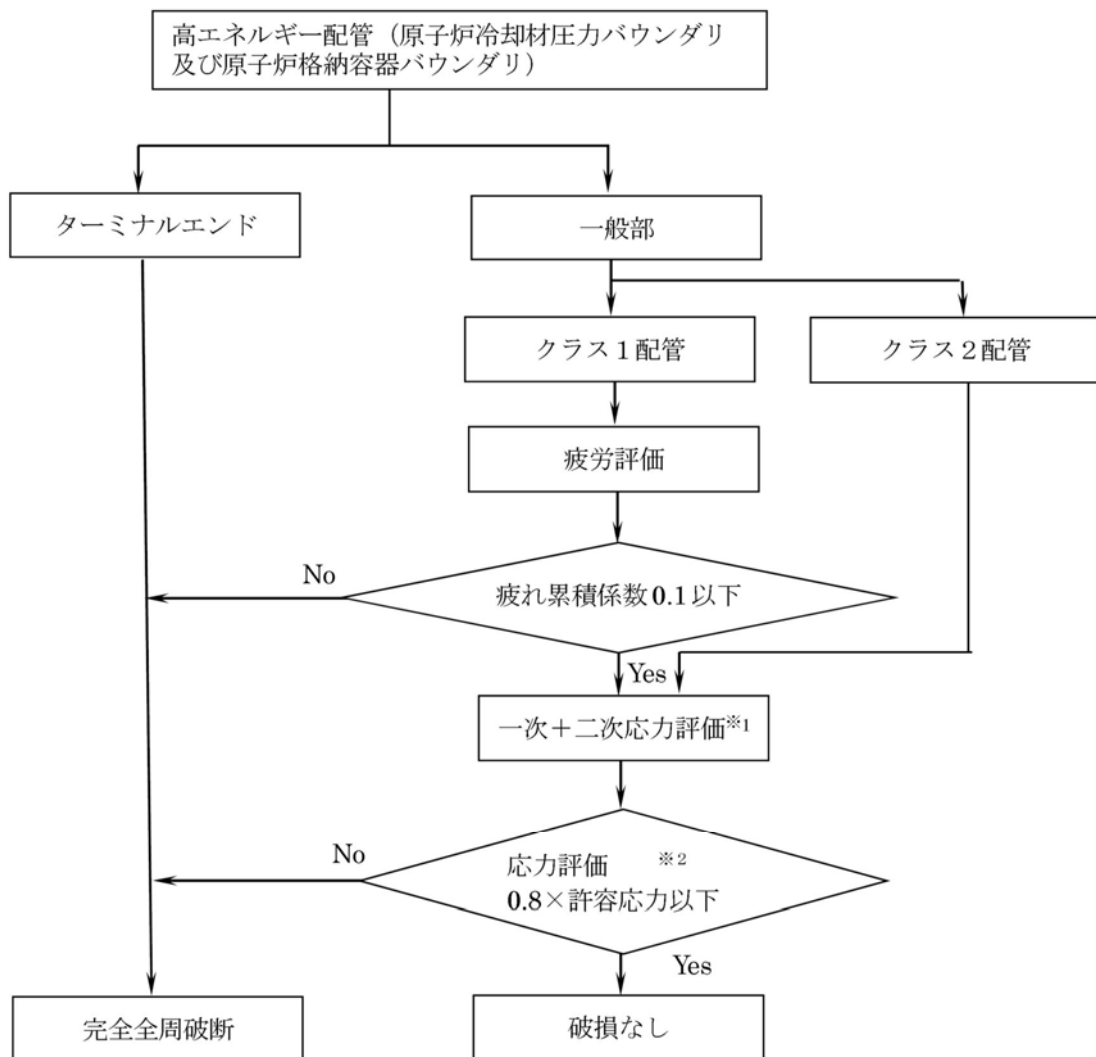 高エネルギー配管（原子炉冷却材圧力バウンダリ
及び原子炉格納容器バウンダリ）
ターミナルエンド
一般部
クラス１配管
クラス２配管
疲労評価
No
疲れ累積係数 0.1 以下
Yes
一次＋二次応力評価※1
No
応力評価 ※2
0.8×許容応力以下
Yes
完全全周破断
破損なし